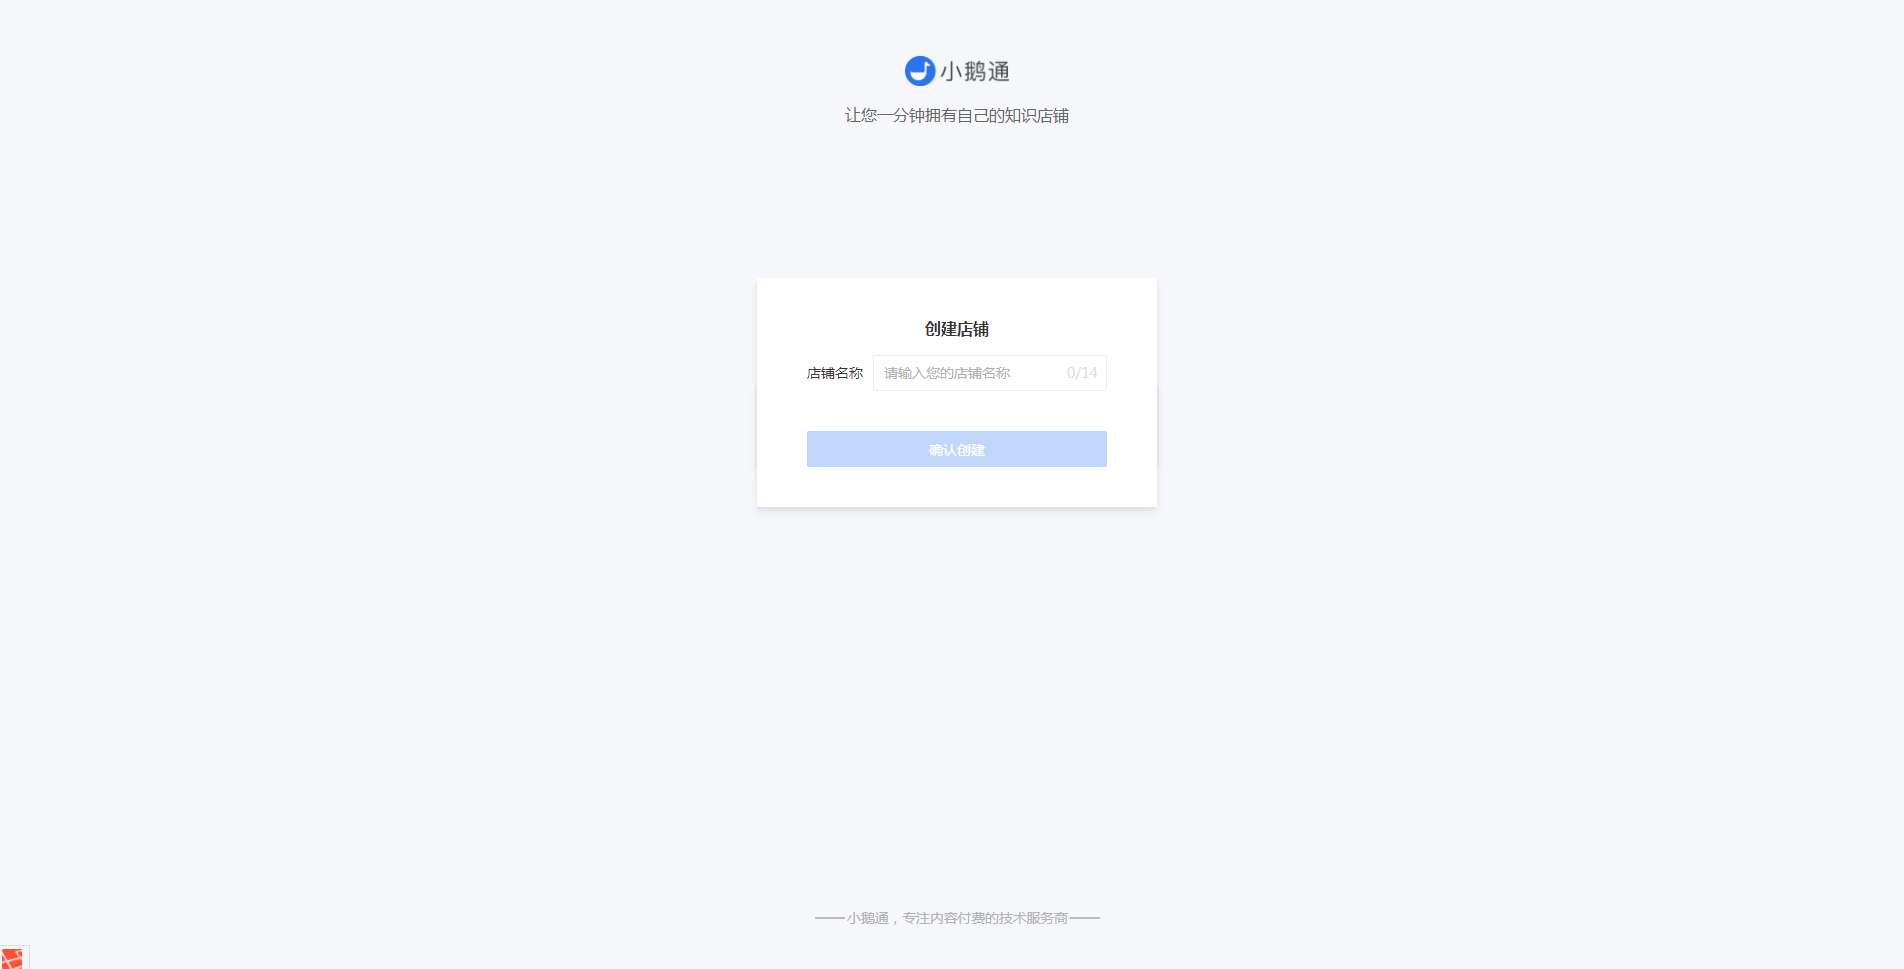 小鹅通
让您一分钟拥有自己的知识店铺
创建店铺
店铺名称 请输入您的店铺名称 0/14
确认创建
小鹅通，专注内容付费的技术服务商